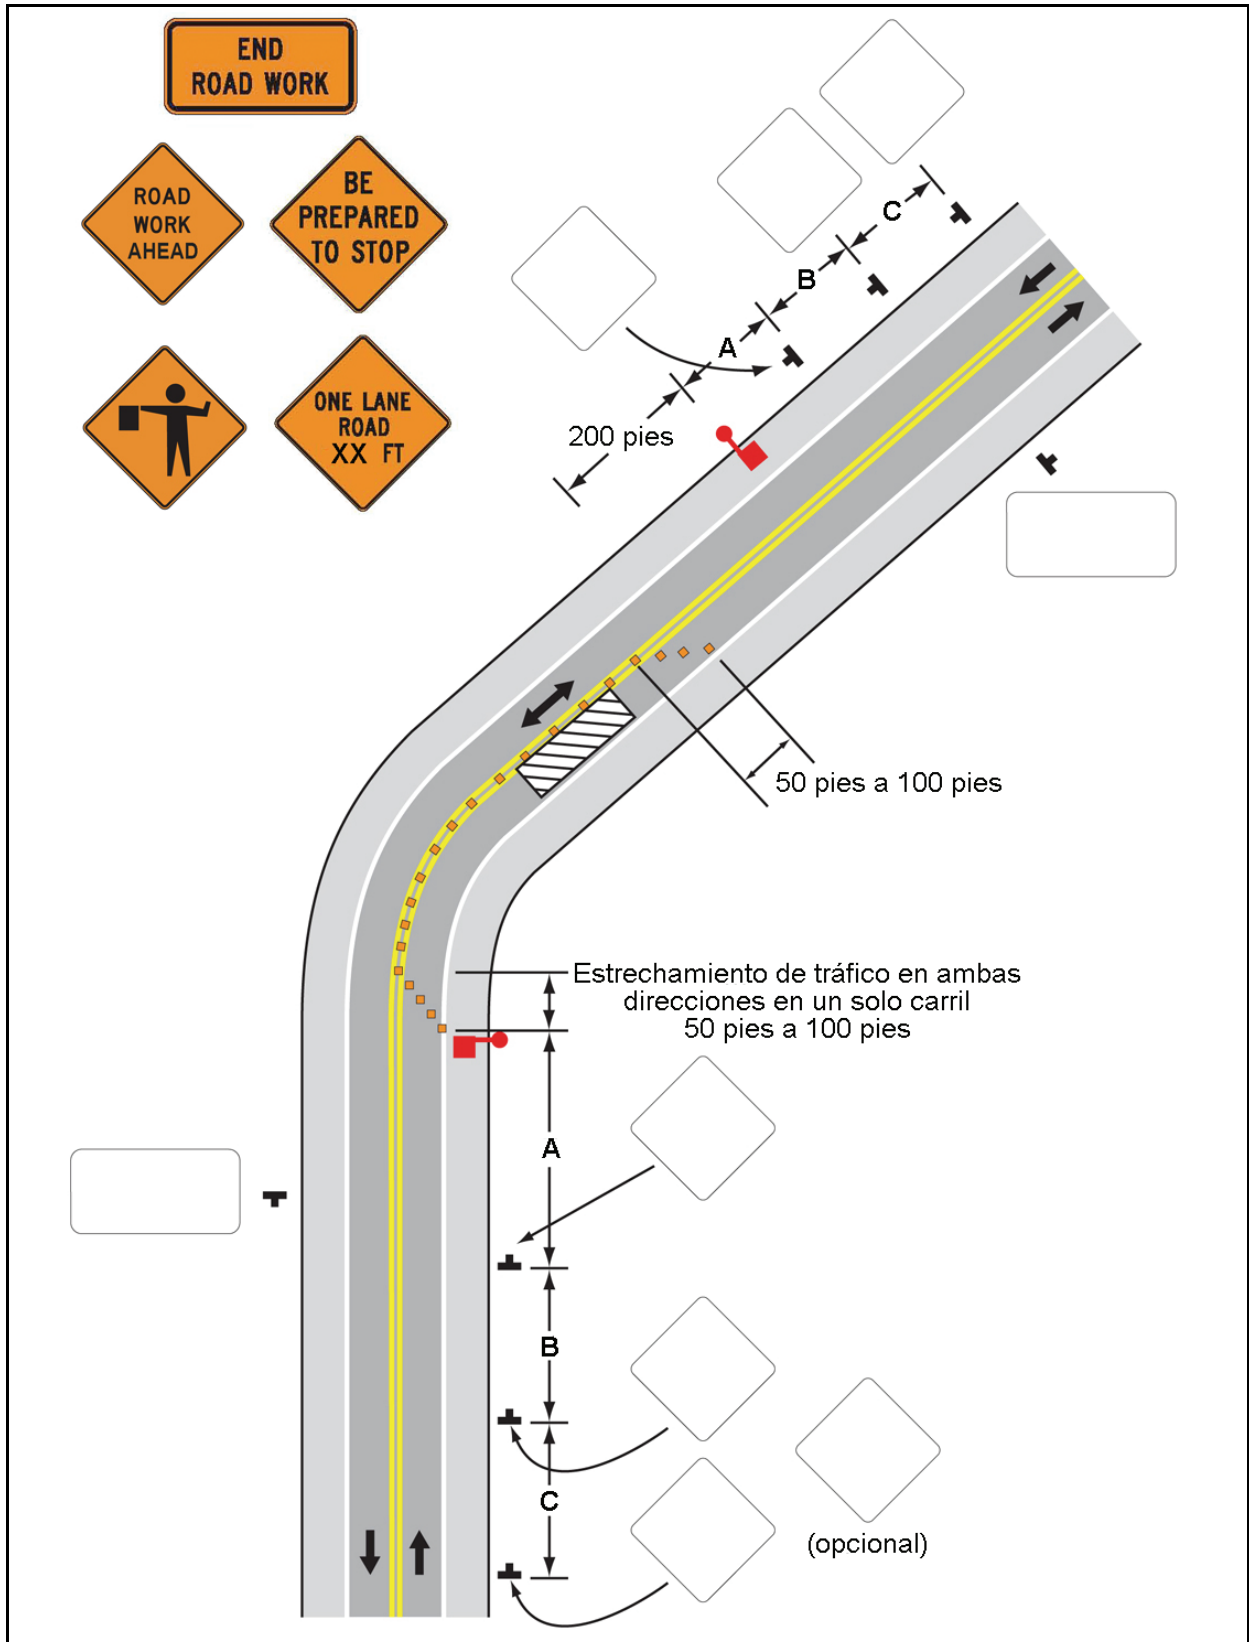 END
ROAD WORK
ROAD
WORK
AHEAD
BE
PREPARED
TO STOP
ONE LANE
ROAD
XX FT
C
B
A
200 pies
50 pies a 100 pies
Estrechamiento de tráfico en ambas
direcciones en un solo carril
50 pies a 100 pies
A
B
C
(opcional)